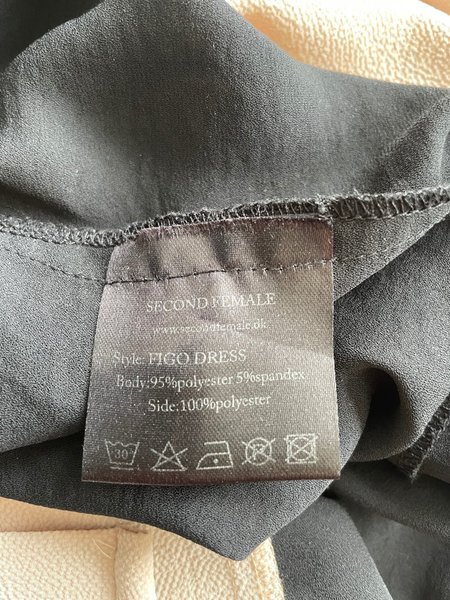 SECOND FEMALE
www.secondfemale.dk
Style: FIGO DRESS
Body:95%polyester 5%spandex
Side:100%polyester
30°